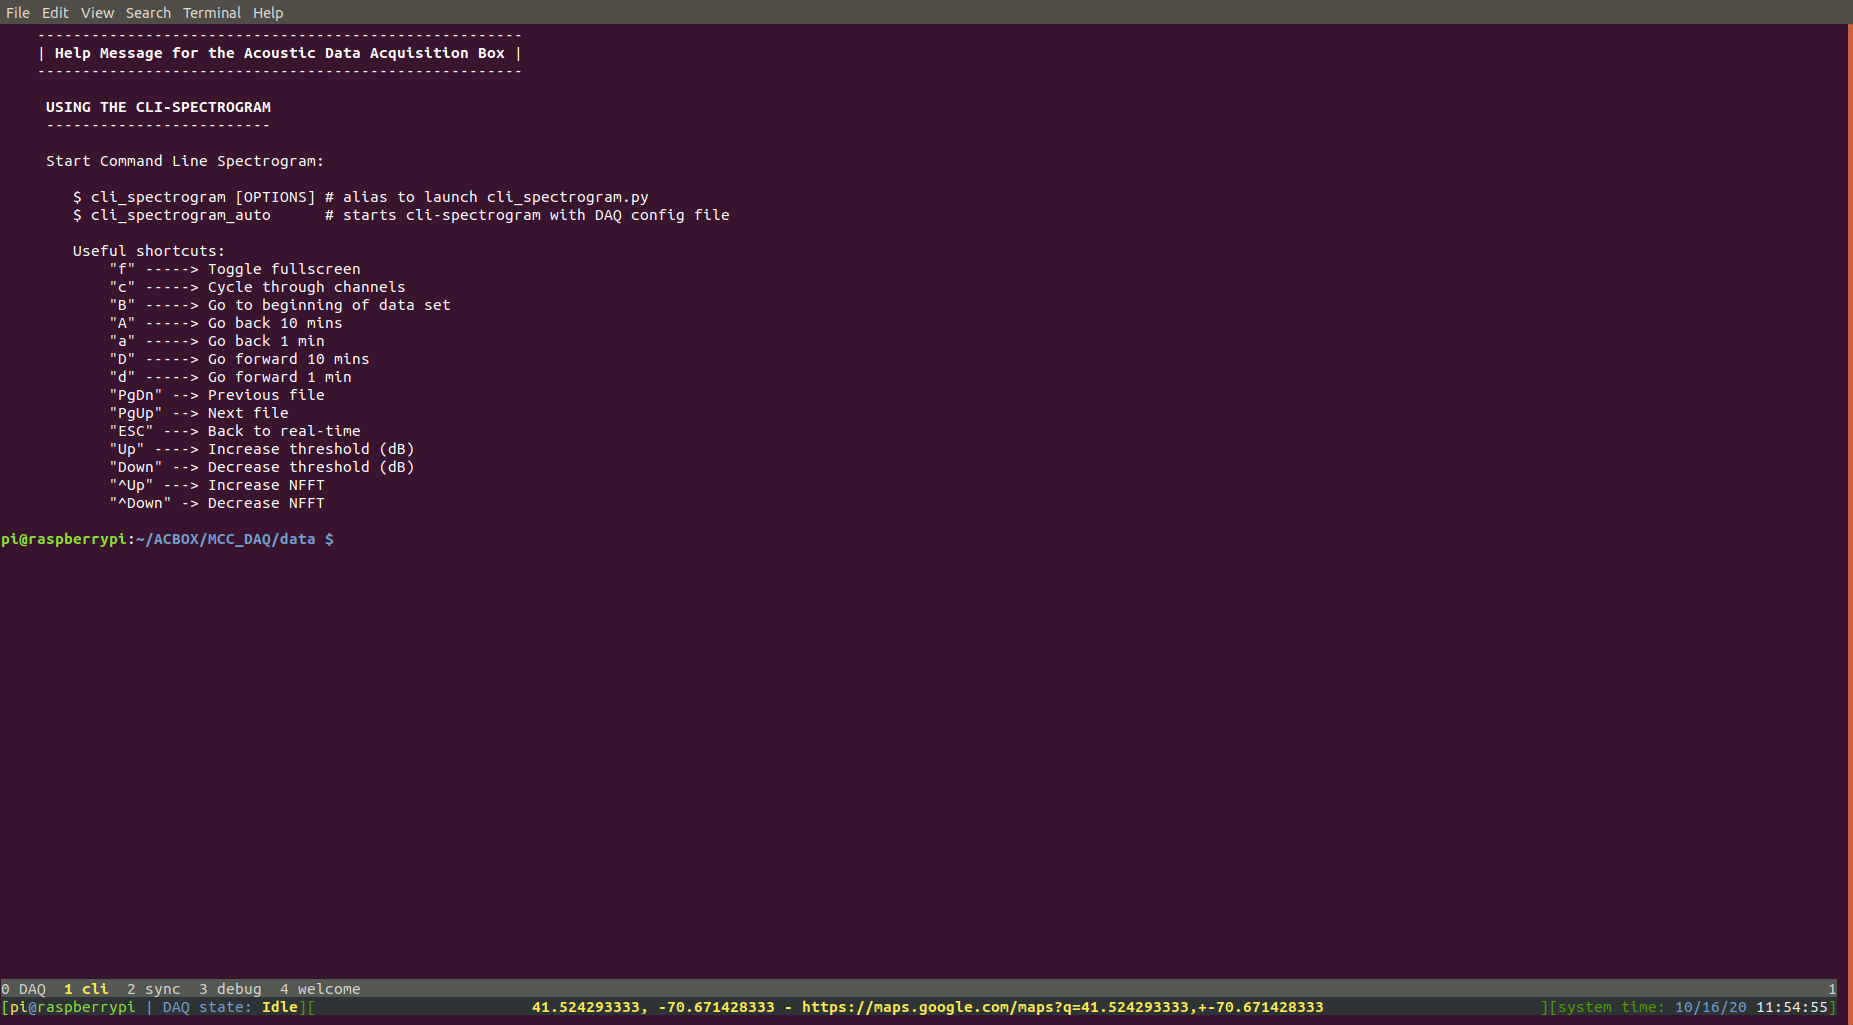 File Edit View Search Terminal Help
------------------------------------------------------
| Help Message for the Acoustic Data Acquisition Box |
------------------------------------------------------
USING THE CLI-SPECTROGRAM
-------------------------
Start Command Line Spectrogram:
$ cli_spectrogram [OPTIONS] # alias to launch cli_spectrogram.py
$ cli_spectrogram_auto      # starts cli-spectrogram with DAQ config file
Useful shortcuts:
"f" -----> Toggle fullscreen
"c" -----> Cycle through channels
"B" -----> Go to beginning of data set
"A" -----> Go back 10 mins
"a" -----> Go back 1 min
"D" -----> Go forward 10 mins
"d" -----> Go forward 1 min
"PgDn" --> Previous file
"PgUp" --> Next file
"ESC" ---> Back to real-time
"Up" ----> Increase threshold (dB)
"Down" --> Decrease threshold (dB)
"^Up" ---> Increase NFFT
"^Down" -> Decrease NFFT
pi@raspberrypi:~/ACBOX/MCC_DAQ/data $
0 DAQ  1 cli  2 sync  3 debug  4 welcome 1
[pi@raspberrypi | DAQ state: Idle][ 41.524293333, -70.671428333 - https://maps.google.com/maps?q=41.524293333,+-70.671428333 ][system time: 10/16/20 11:54:55]